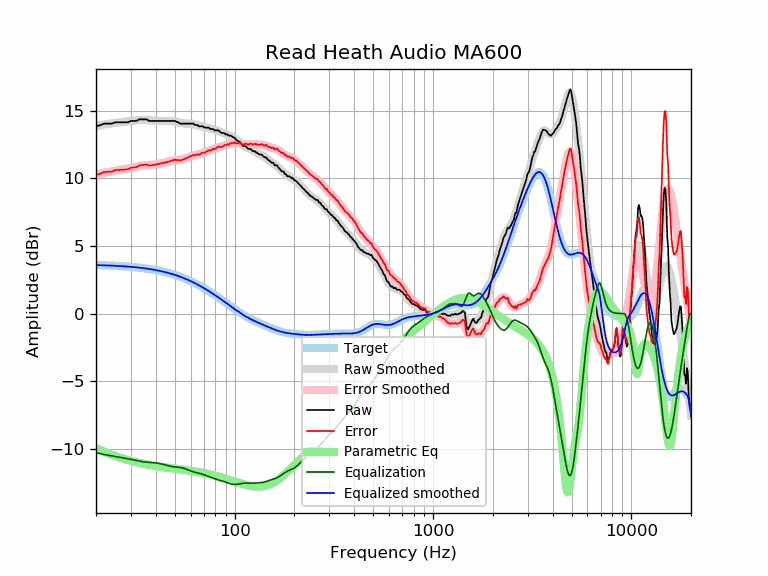 Read Heath Audio MA600
15
10
5
0
−5
−10
Amplitude (dBr)
Target
Raw Smoothed
Error Smoothed
Raw
Error
Parametric Eq
Equalization
Equalized smoothed
100
1000
10000
Frequency (Hz)